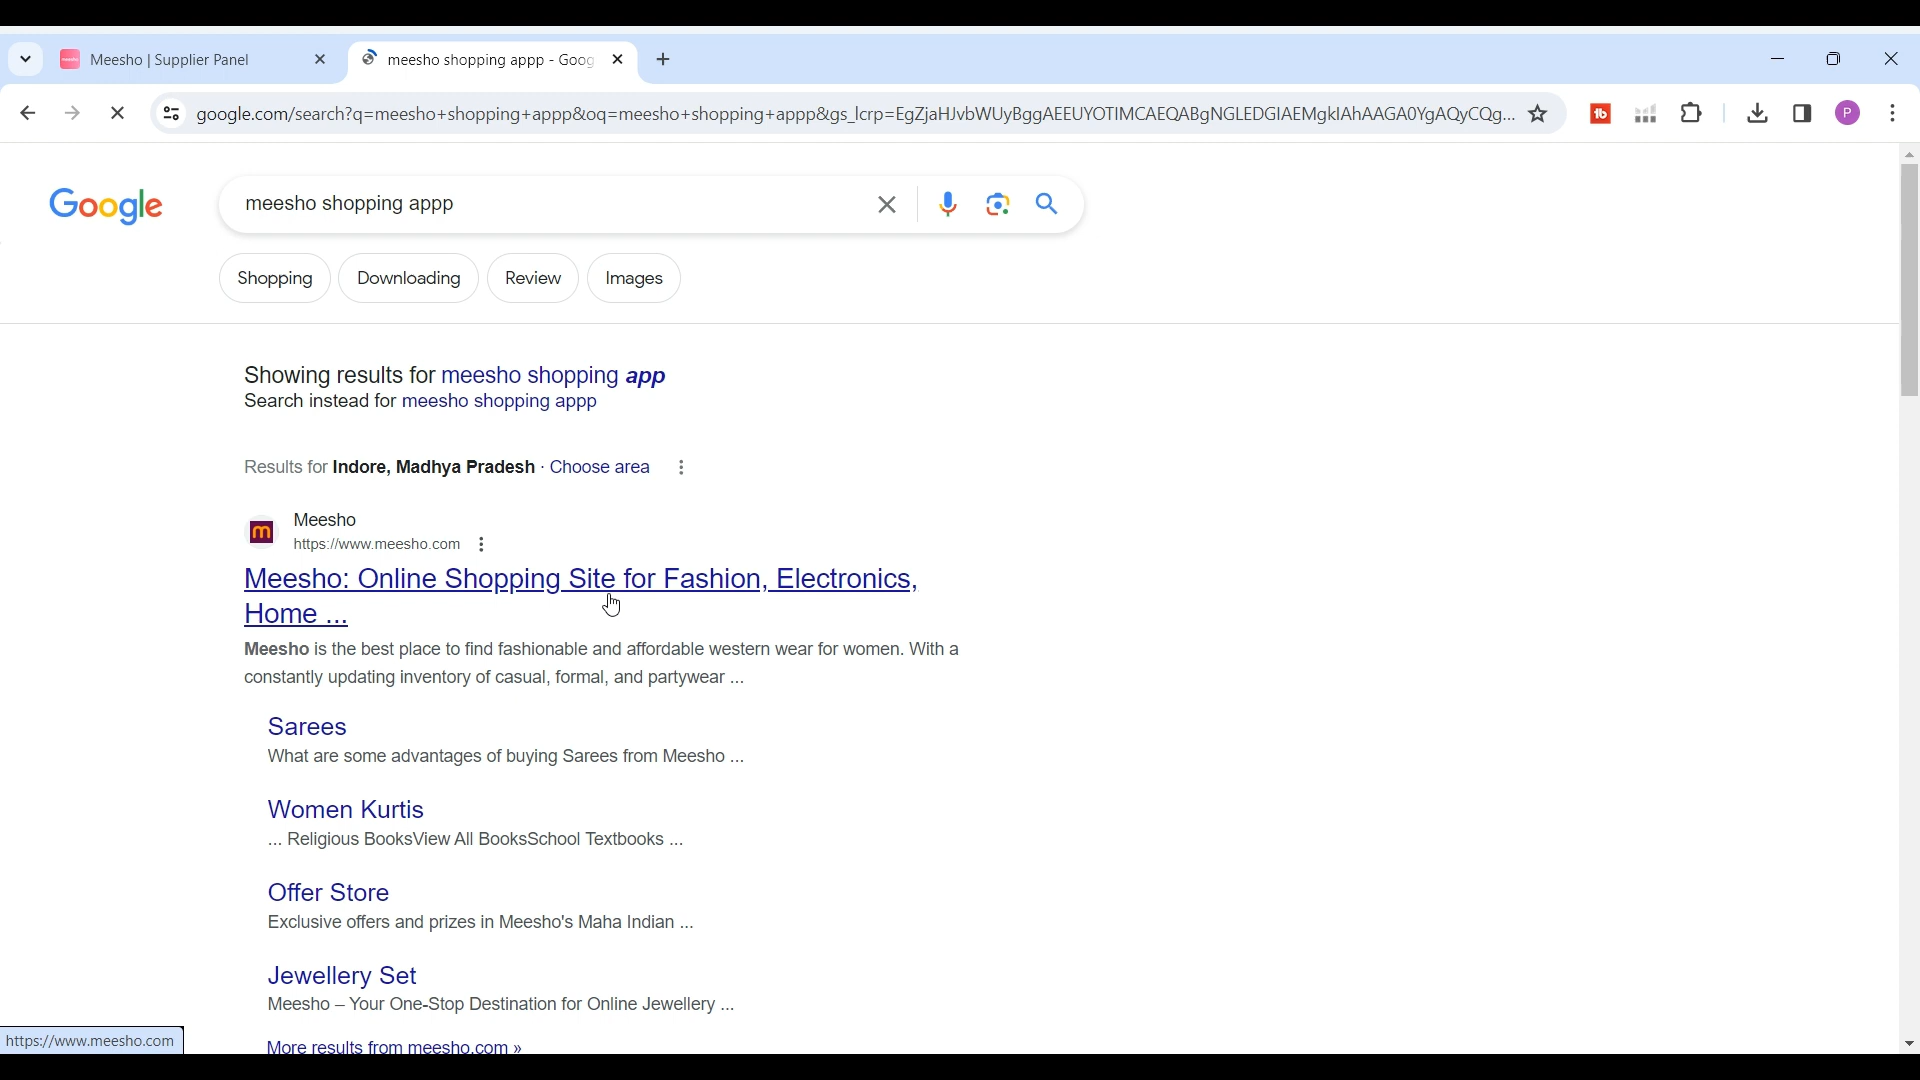 Meesho | Supplier Panel
meesho shopping appp - Goog
google.com/search?q=meesho+shopping+appp&oq=meesho+shopping+appp&gs_lcrp=EgZjaHJvbWUyBggAEEUYOTIMCAEQABgNGLEDGIAEMgkIAhAAGA0YgAQyCQg...
P
Google
meesho shopping appp
Shopping
Downloading
Review
Images
Showing results for meesho shopping app
Search instead for meesho shopping appp
Results for Indore, Madhya Pradesh · Choose area
Meesho
https://www.meesho.com
Meesho: Online Shopping Site for Fashion, Electronics,
Home ...
Meesho is the best place to find fashionable and affordable western wear for women. With a
constantly updating inventory of casual, formal, and partywear ...
Sarees
What are some advantages of buying Sarees from Meesho ...
Women Kurtis
... Religious BooksView All BooksSchool Textbooks ...
Offer Store
Exclusive offers and prizes in Meesho's Maha Indian ...
Jewellery Set
Meesho – Your One-Stop Destination for Online Jewellery ...
More results from meesho.com »
https://www.meesho.com